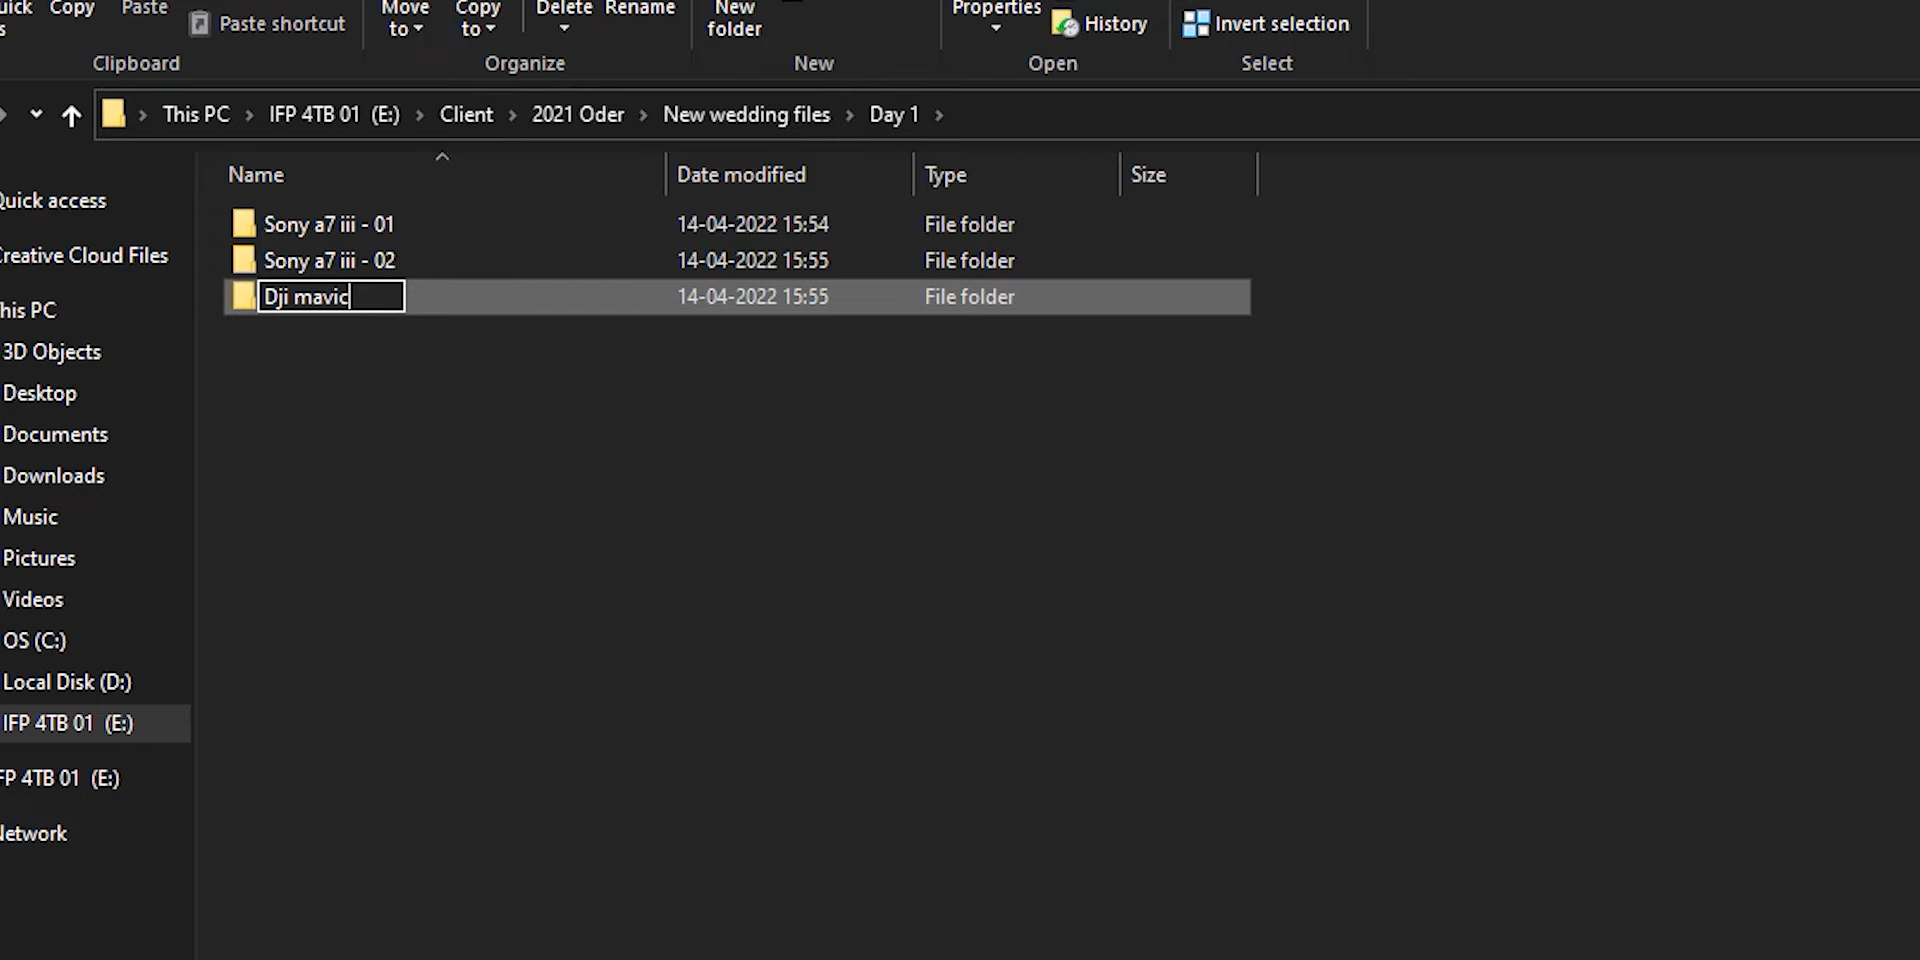 uick Copy Paste Move Copy Delete Rename New Properties
s Paste shortcut to to folder History Invert selection
Clipboard Organize New Open Select
This PC IFP 4TB 01 (E:) Client 2021 Oder New wedding files Day 1
Name Date modified Type Size
Quick access
Sony a7 iii - 01 14-04-2022 15:54 File folder
Creative Cloud Files
Sony a7 iii - 02 14-04-2022 15:55 File folder
Dji mavic 14-04-2022 15:55 File folder
This PC
3D Objects
Desktop
Documents
Downloads
Music
Pictures
Videos
OS (C:)
Local Disk (D:)
IFP 4TB 01 (E:)
FP 4TB 01 (E:)
Network